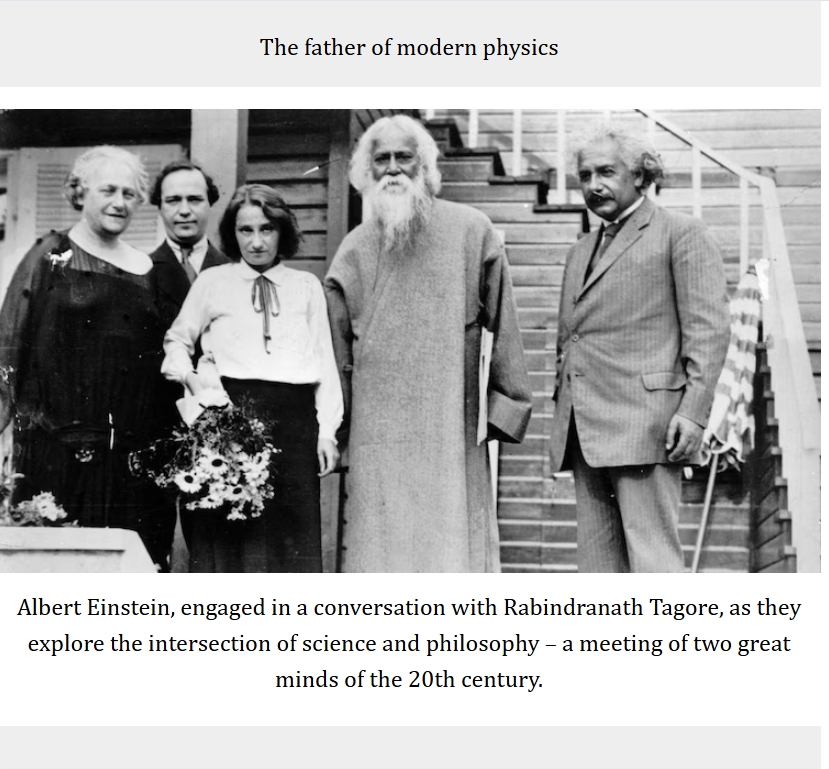 The father of modern physics
Albert Einstein, engaged in a conversation with Rabindranath Tagore, as they
explore the intersection of science and philosophy – a meeting of two great
minds of the 20th century.